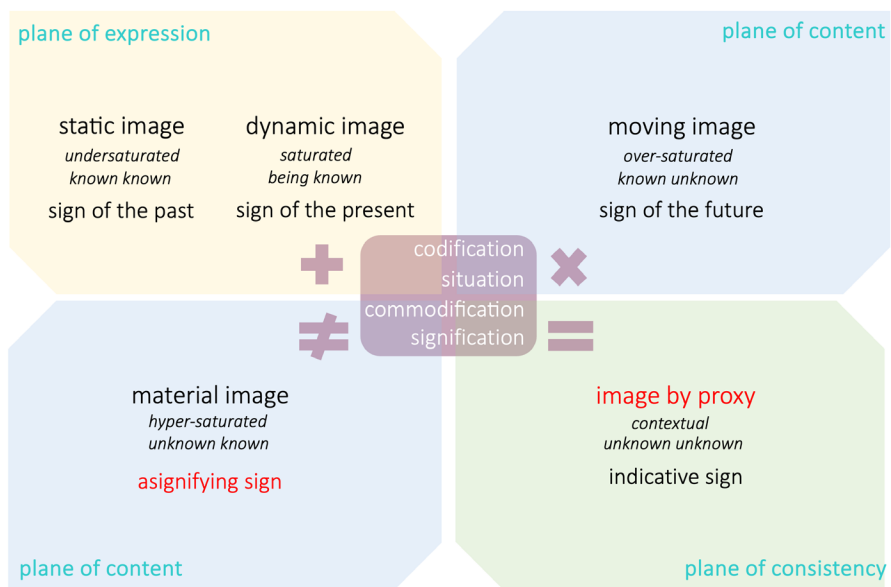 plane of expression
static image
undersaturated
known known
sign of the past
dynamic image
saturated
being known
sign of the present
plane of content
moving image
over-saturated
known unknown
sign of the future
+
×
codification
situation
commodification
signification
≠
=
material image
hyper-saturated
unknown known
asignifying sign
plane of content
image by proxy
contextual
unknown unknown
indicative sign
plane of consistency